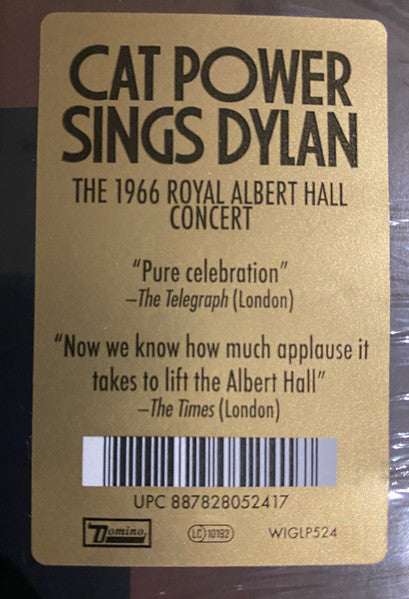 CAT POWER
SINGS DYLAN
THE 1966 ROYAL ALBERT HALL
CONCERT
“Pure celebration”
–The Telegraph (London)
“Now we know how much applause it
takes to lift the Albert Hall”
–The Times (London)
UPC 887828052417
Domino LC 10192 WIGLP524